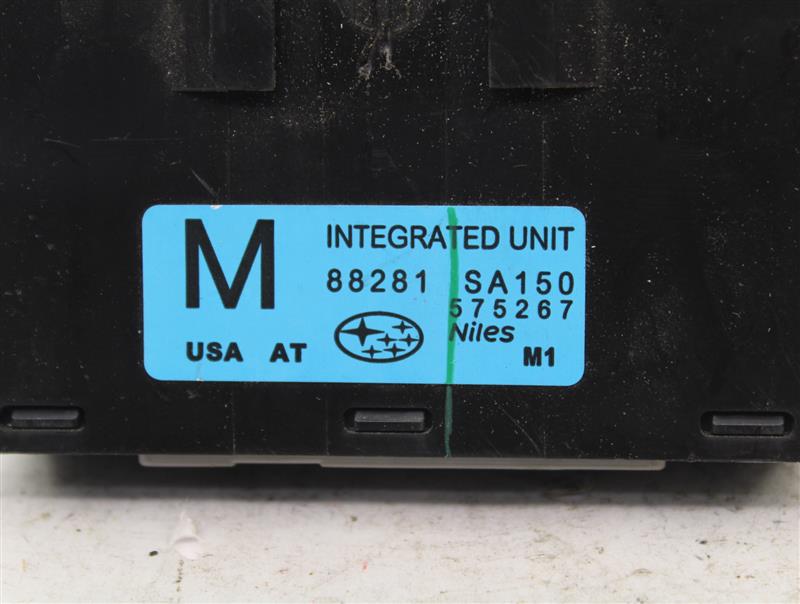 M INTEGRATED UNIT
88281 SA150
575267
Niles
USA AT M1